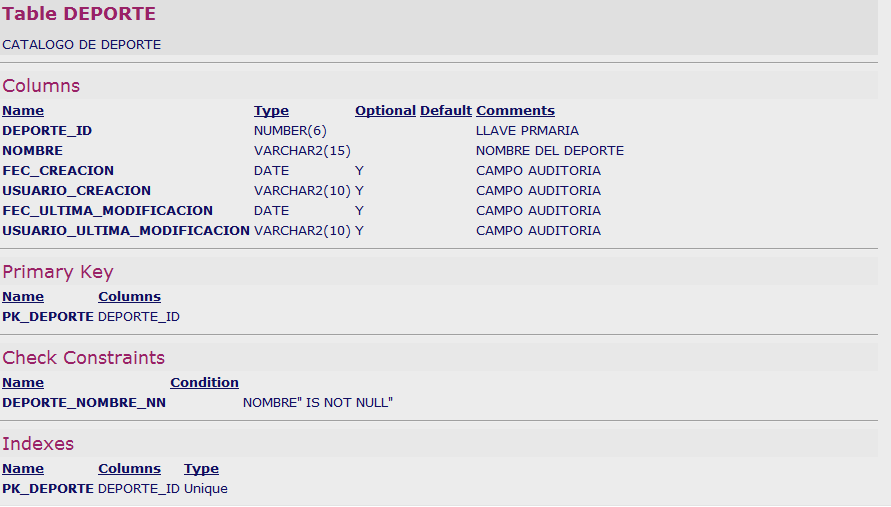 Table DEPORTE
CATALOGO DE DEPORTE
Columns
Name Type Optional Default Comments
DEPORTE_ID NUMBER(6) LLAVE PRMARIA
NOMBRE VARCHAR2(15) NOMBRE DEL DEPORTE
FEC_CREACION DATE Y CAMPO AUDITORIA
USUARIO_CREACION VARCHAR2(10) Y CAMPO AUDITORIA
FEC_ULTIMA_MODIFICACION DATE Y CAMPO AUDITORIA
USUARIO_ULTIMA_MODIFICACION VARCHAR2(10) Y CAMPO AUDITORIA
Primary Key
Name Columns
PK_DEPORTE DEPORTE_ID
Check Constraints
Name Condition
DEPORTE_NOMBRE_NN NOMBRE" IS NOT NULL"
Indexes
Name Columns Type
PK_DEPORTE DEPORTE_ID Unique